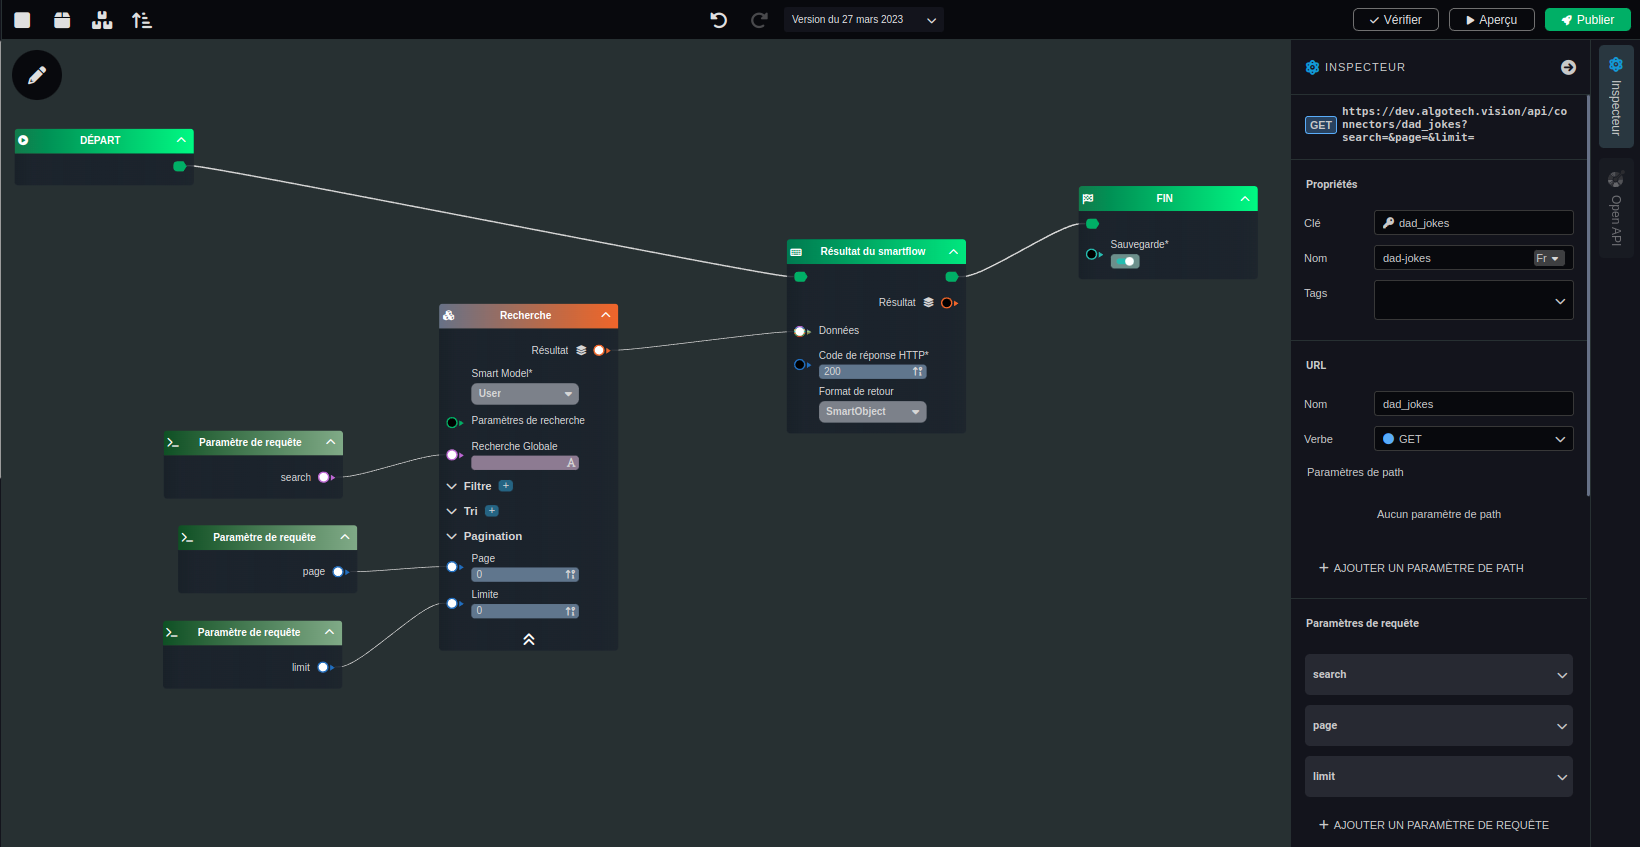 Version du 27 mars 2023
Vérifier
Aperçu
Publier
DÉPART
FIN
Sauvegarde*
Résultat du smartflow
Résultat
Données
Code de réponse HTTP*
200
Format de retour
SmartObject
Recherche
Résultat
Smart Model*
User
Paramètres de recherche
Recherche Globale
A
Filtre +
Tri +
Pagination
Page
0
Limite
0
Paramètre de requête
search
Paramètre de requête
page
Paramètre de requête
limit
INSPECTEUR
GET
https://dev.algotech.vision/api/co
nnectors/dad_jokes?
search=&page=&limit=
Propriétés
Clé
dad_jokes
Nom
dad-jokes
Fr
Tags
URL
Nom
dad_jokes
Verbe
GET
Paramètres de path
Aucun paramètre de path
+ AJOUTER UN PARAMÈTRE DE PATH
Paramètres de requête
search
page
limit
+ AJOUTER UN PARAMÈTRE DE REQUÊTE
Inspecteur
Open API